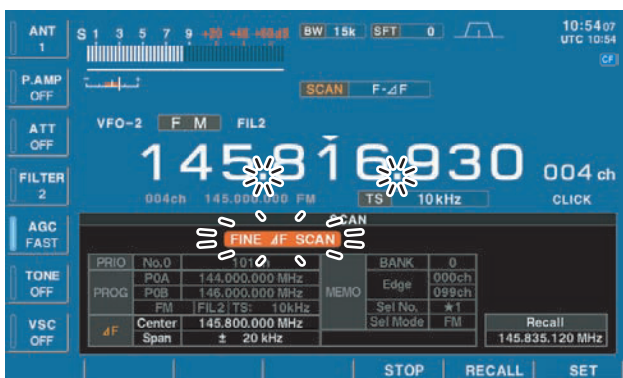 ANT 1 S 1 3 5 7 9 +20 +40 +60dB BW 15k SFT 0 10:54 07
UTC 10:54
CF
P.AMP OFF SCAN F-⊿F
ATT OFF VFO-2 FM FIL2
FILTER 2 145.816.930 004 ch
004ch 145.000.000 FM TS 10kHz CLICK
AGC FAST SCAN
FINE ⊿F SCAN
PRIO No.0 BANK 0
TONE OFF PROG P0A 144.000.000 MHz MEMO Edge 000ch
P0B 146.000.000 MHz 099ch
FM FIL2 TS: 10kHz Sel No. ★1
VSC OFF ⊿F Center 145.800.000 MHz Sel Mode FM Recall
Span ± 20 kHz 145.835.120 MHz
STOP RECALL SET